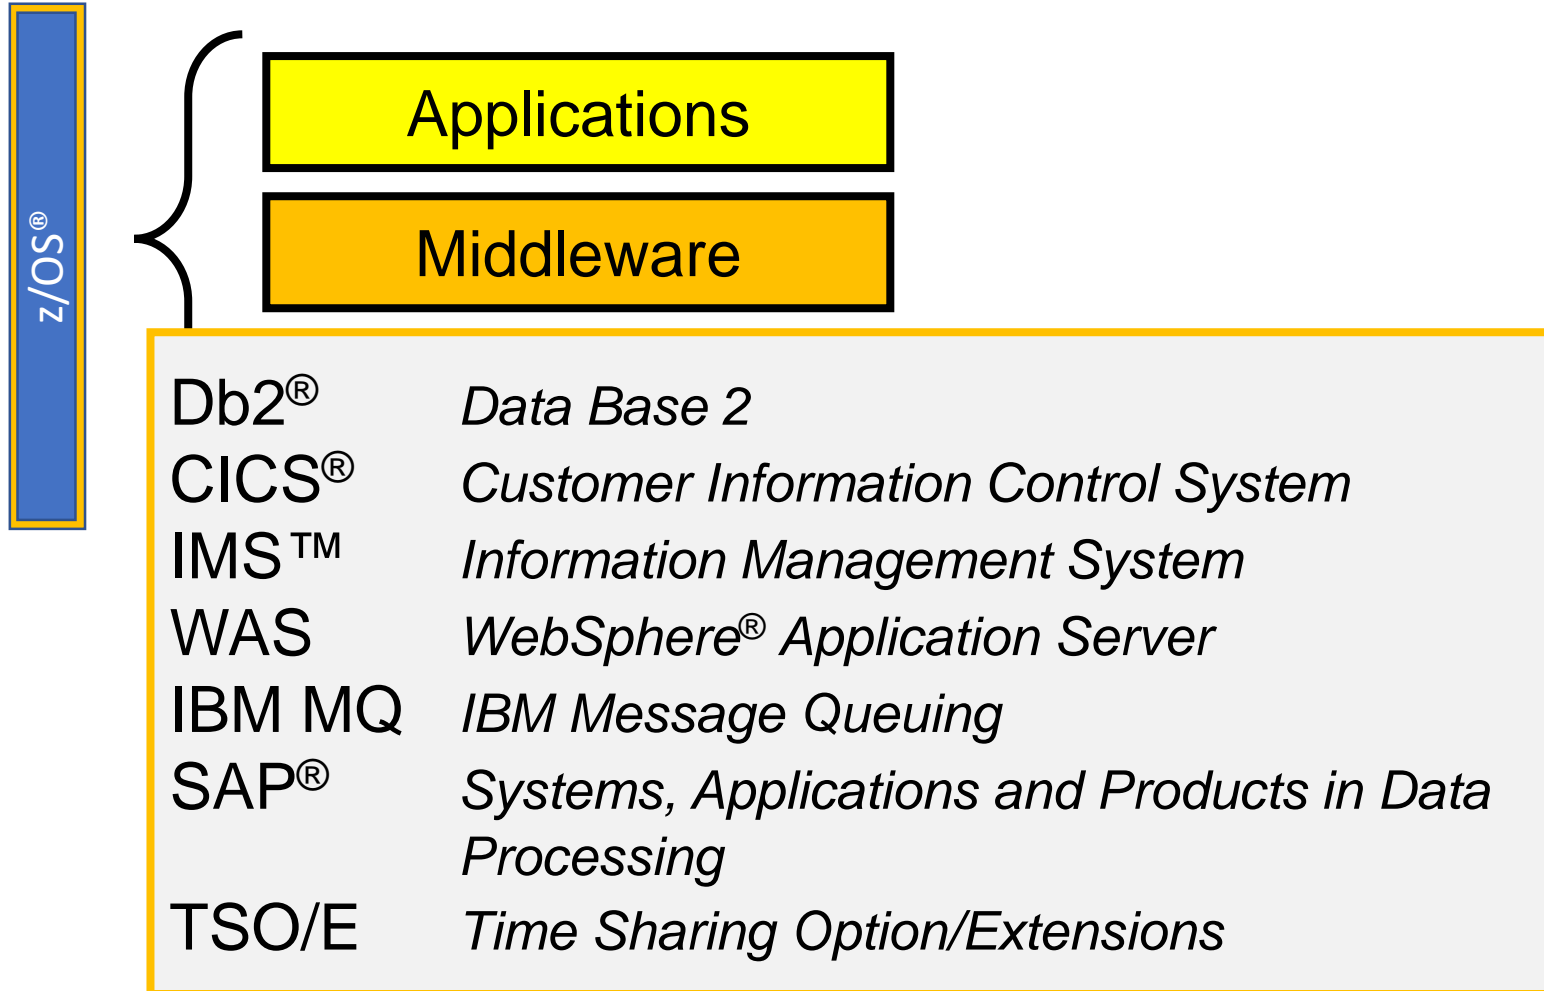 z/OS®
Applications
Middleware
Db2® Data Base 2
CICS® Customer Information Control System
IMS™ Information Management System
WAS WebSphere® Application Server
IBM MQ IBM Message Queuing
SAP® Systems, Applications and Products in Data
Processing
TSO/E Time Sharing Option/Extensions